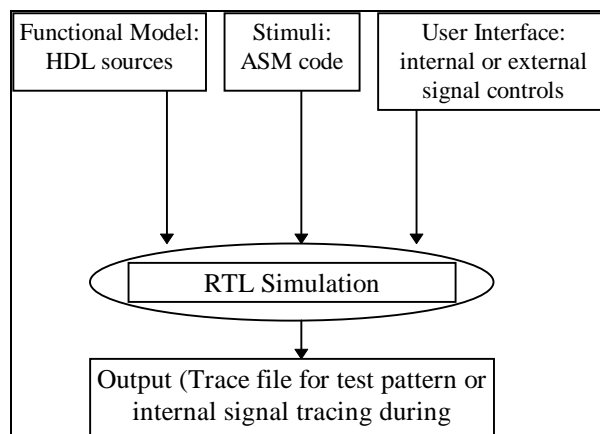 Functional Model:
HDL sources
Stimuli:
ASM code
User Interface:
internal or external
signal controls
RTL Simulation
Output (Trace file for test pattern or
internal signal tracing during